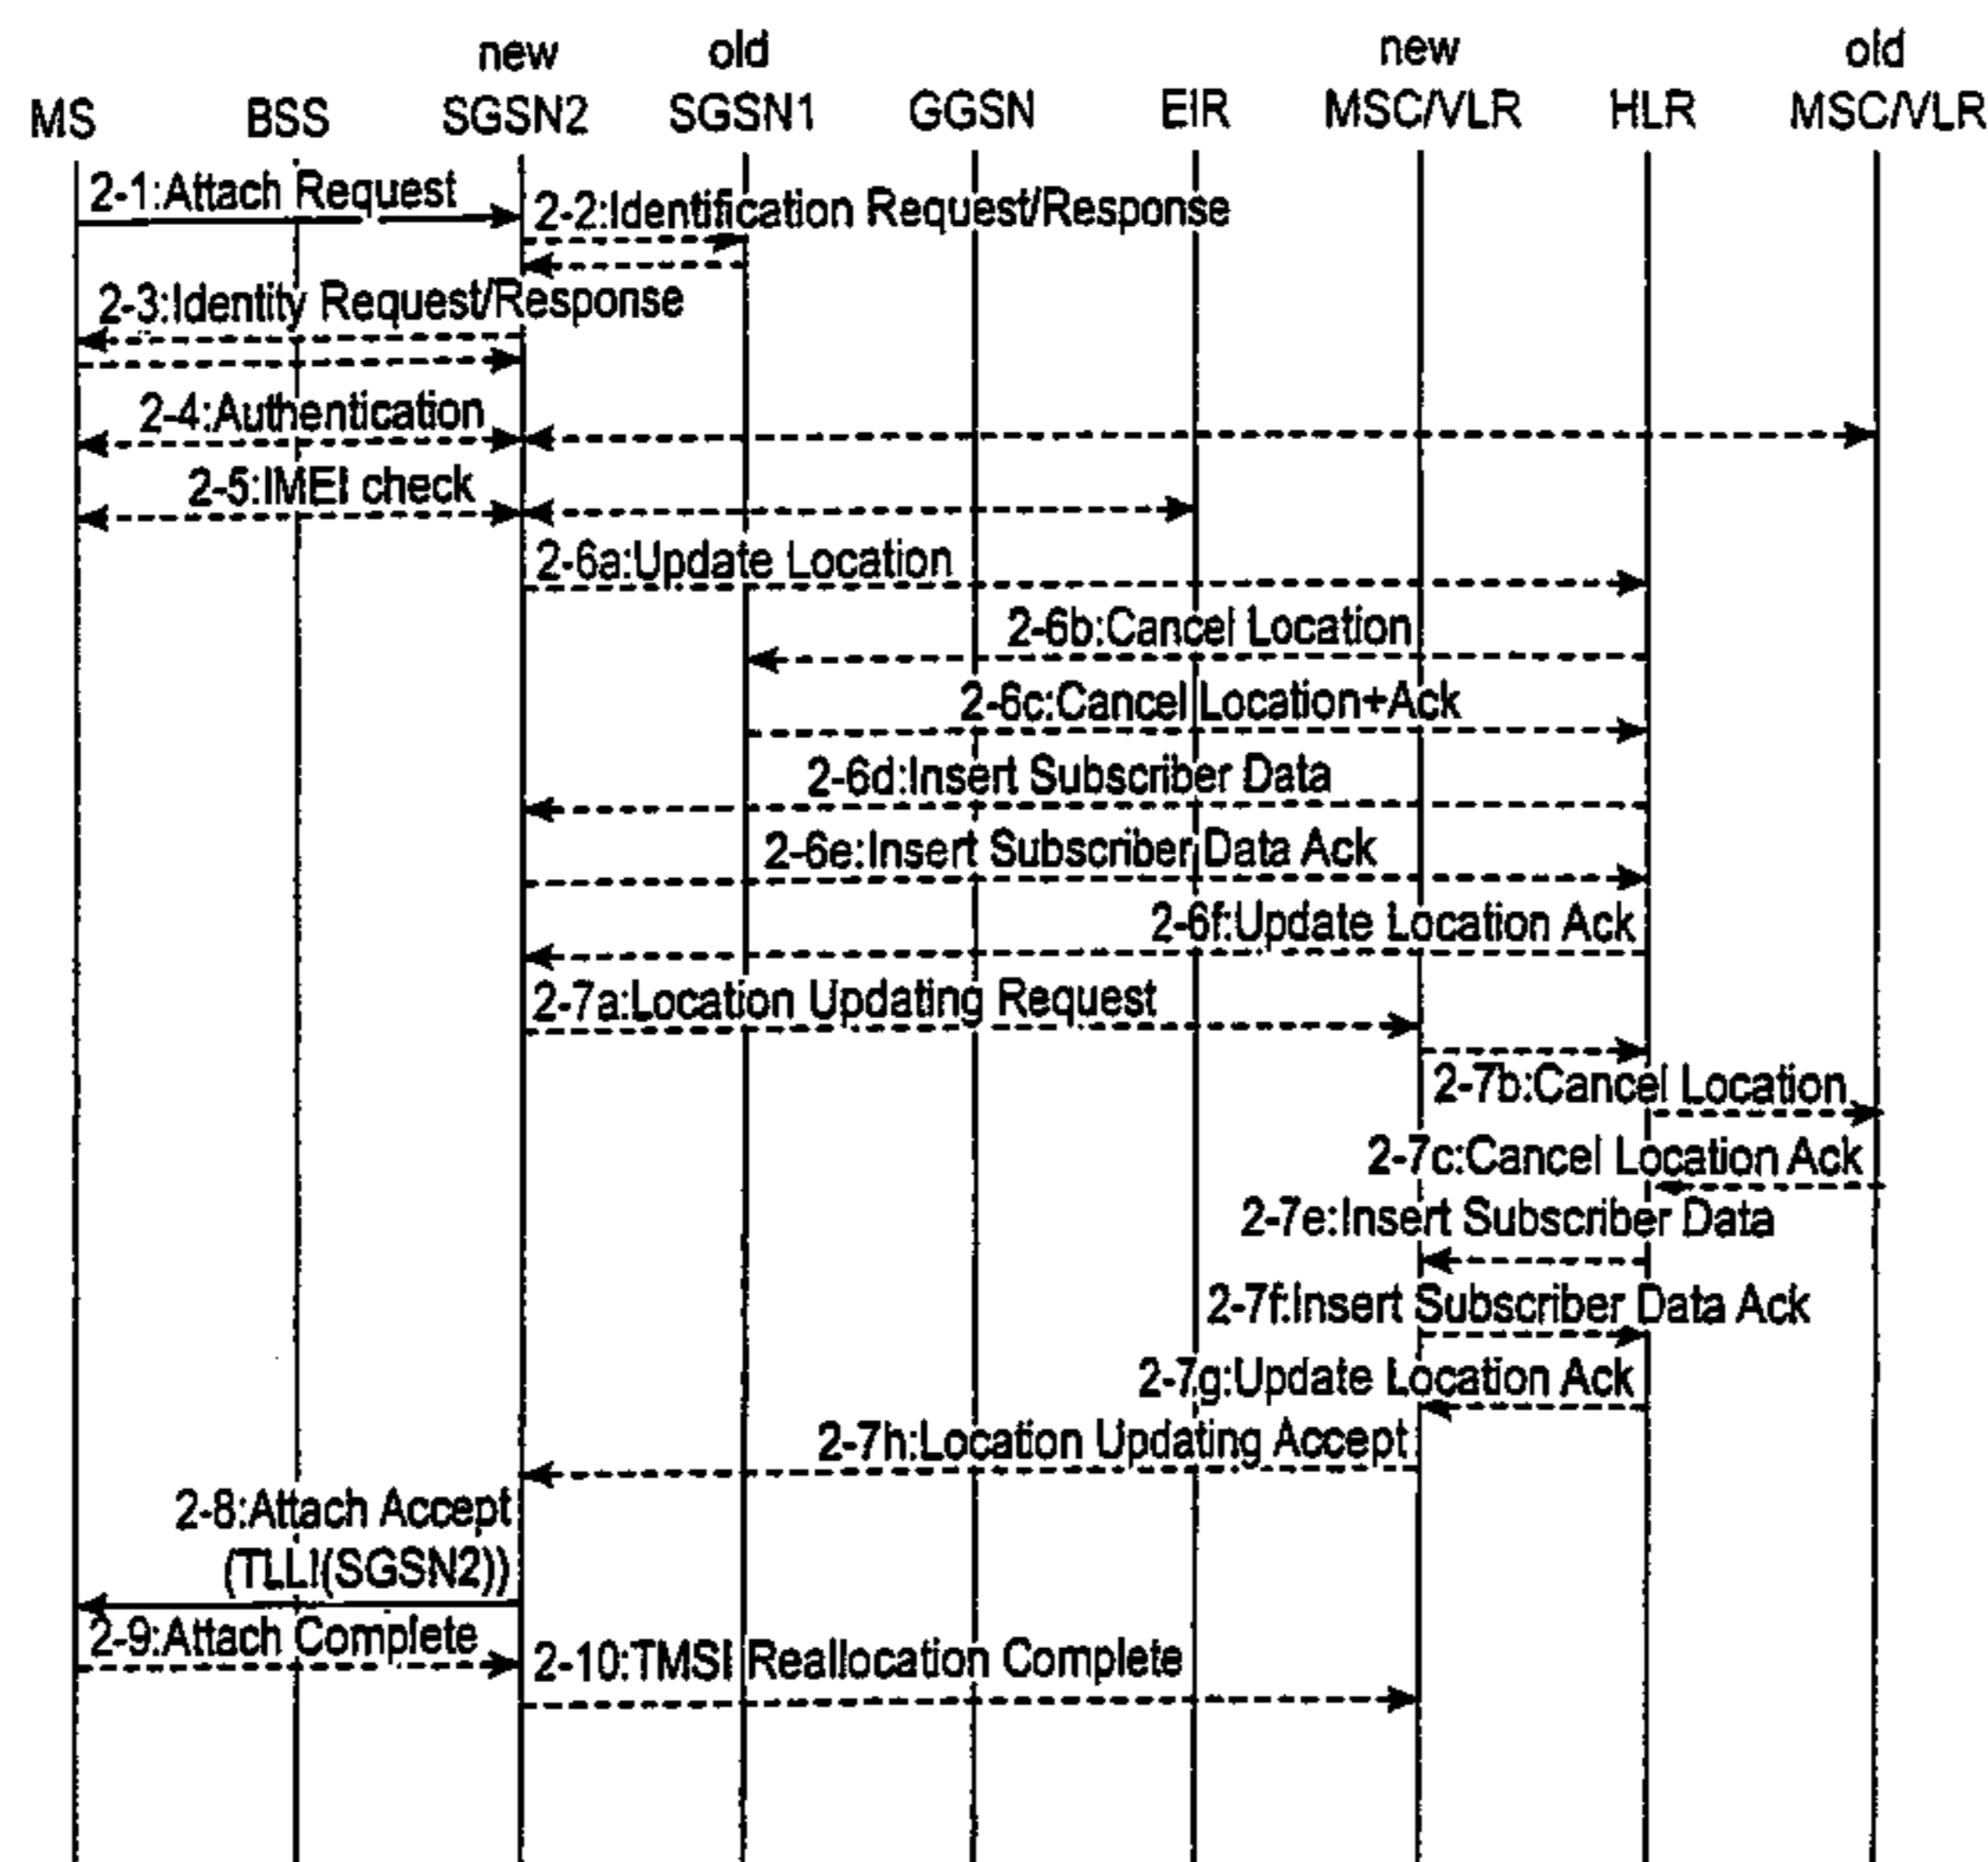 new old new old
MS BSS SGSN2 SGSN1 GGSN EIR MSC/VLR HLR MSC/VLR
2-1:Attach Request
2-2:Identification Request/Response
2-3:Identity Request/Response
2-4:Authentication
2-5:IMEI check
2-6a:Update Location
2-6b:Cancel Location
2-6c:Cancel Location+Ack
2-6d:Insert Subscriber Data
2-6e:Insert Subscriber Data Ack
2-6f:Update Location Ack
2-7a:Location Updating Request
2-7b:Cancel Location
2-7c:Cancel Location Ack
2-7e:Insert Subscriber Data
2-7f:Insert Subscriber Data Ack
2-7g:Update Location Ack
2-7h:Location Updating Accept
2-8:Attach Accept
(TLLI(SGSN2))
2-9:Attach Complete
2-10:TMSI Reallocation Complete